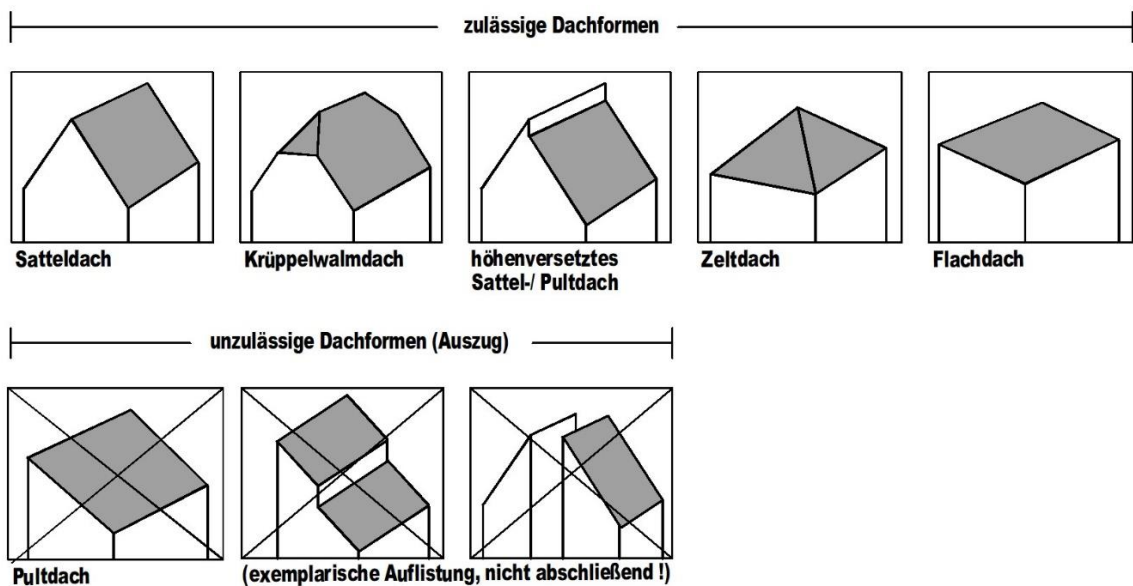 zulässige Dachformen
Satteldach
Krüppelwalmdach
höhenversetztes
Sattel-/ Pultdach
Zeltdach
Flachdach
unzulässige Dachformen (Auszug)
Pultdach
(exemplarische Auflistung, nicht abschließend !)